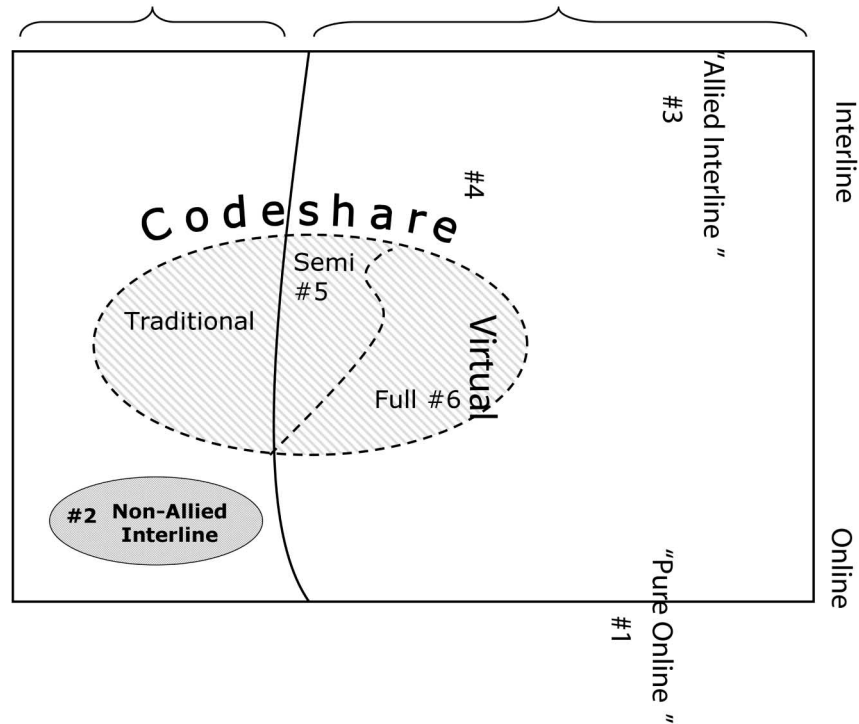 "Allied Interline "
#3
Interline
#4
Codeshare
Semi
#5
Traditional
Virtual
Full #6
#2 Non-Allied
Interline
Online
"Pure Online "
#1